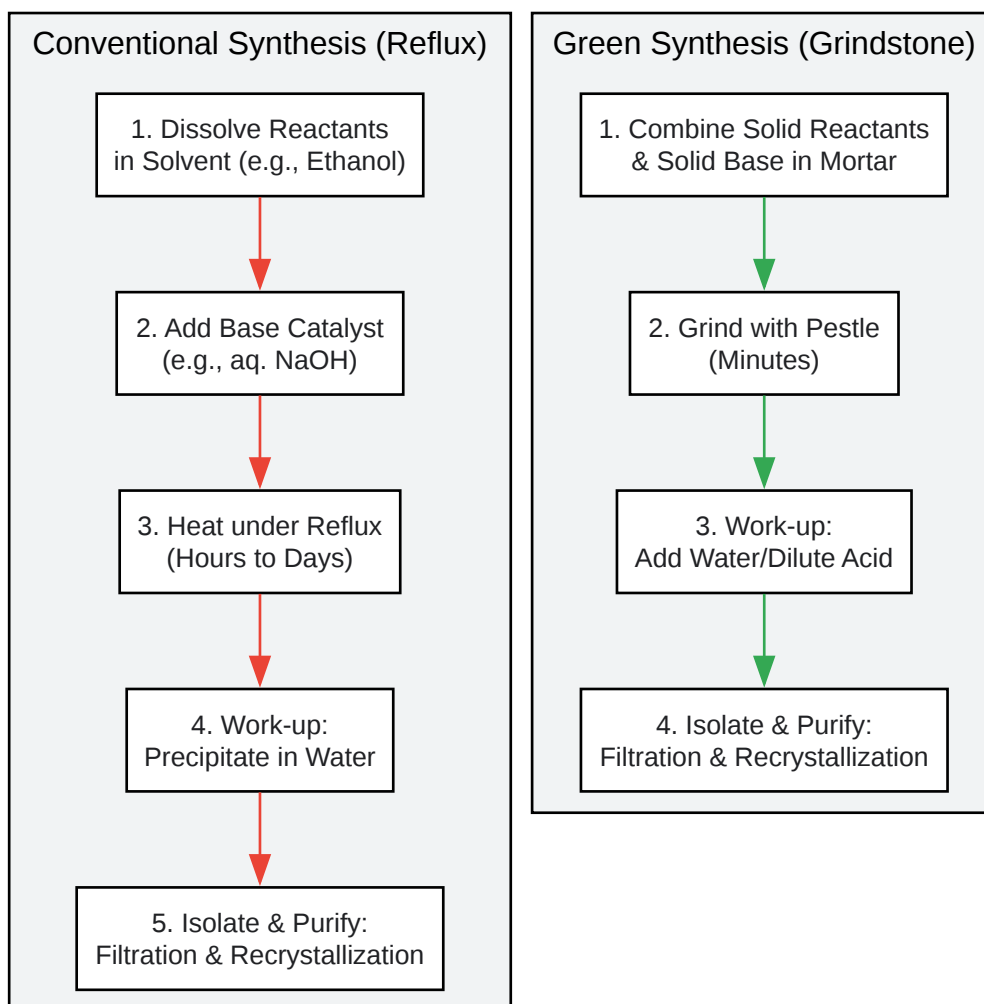 Conventional Synthesis (Reflux)
1. Dissolve Reactants
in Solvent (e.g., Ethanol)
2. Add Base Catalyst
(e.g., aq. NaOH)
3. Heat under Reflux
(Hours to Days)
4. Work-up:
Precipitate in Water
5. Isolate & Purify:
Filtration & Recrystallization
Green Synthesis (Grindstone)
1. Combine Solid Reactants
& Solid Base in Mortar
2. Grind with Pestle
(Minutes)
3. Work-up:
Add Water/Dilute Acid
4. Isolate & Purify:
Filtration & Recrystallization